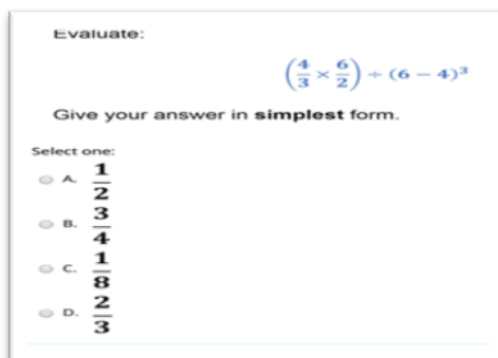 Evaluate:
(4/3 × 6/2) ÷ (6 − 4)³
Give your answer in simplest form.
Select one:
A. 1/2
B. 3/4
C. 1/8
D. 2/3